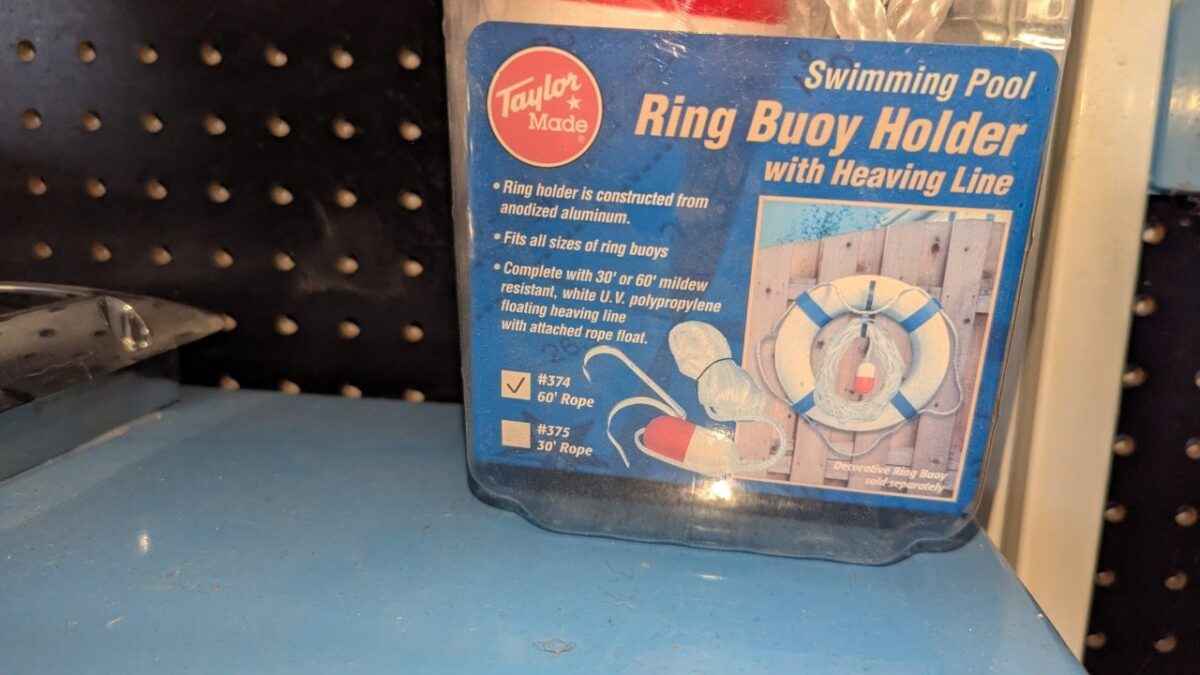 Taylor
Made
Swimming Pool
Ring Buoy Holder
with Heaving Line
• Ring holder is constructed from
anodized aluminum.
• Fits all sizes of ring buoys
• Complete with 30' or 60' mildew
resistant, white U.V. polypropylene
floating heaving line
with attached rope float.
#374
60' Rope
#375
30' Rope
Decorative Ring Buoy
sold separately